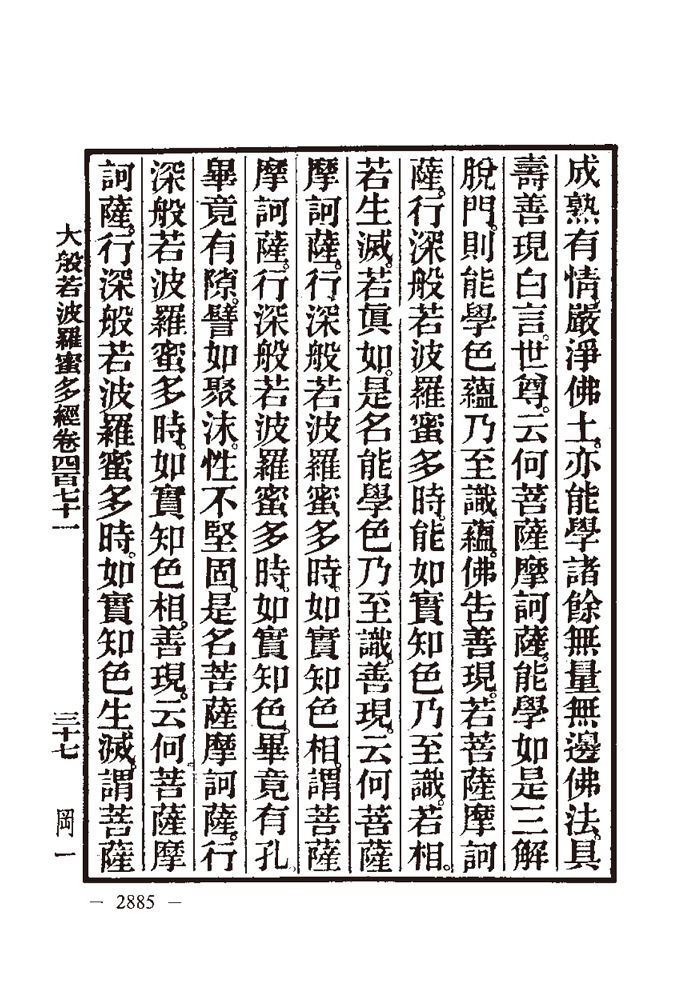 成熟有情嚴淨佛土。亦能學諸餘無量無邊佛法。具
壽善現白言。世尊。云何菩薩摩訶薩。能學如是三解
脫門。則能學色蘊乃至識蘊。佛告善現。若菩薩摩訶
薩。行深般若波羅蜜多時。能如實知色乃至識。若相。
若生滅。若眞如。是名能學色乃至識。善現。云何菩薩
摩訶薩。行深般若波羅蜜多時。如實知色相。謂菩薩
摩訶薩。行深般若波羅蜜多時。如實知色。畢竟有孔
畢竟有隙。譬如聚沫。性不堅固。是名菩薩摩訶薩。行
深般若波羅蜜多時。如實知色相。善現。云何菩薩摩
訶薩。行深般若波羅蜜多時。如實知色生滅。謂菩薩
大般若波羅蜜多經卷四百七十一 三十七 岡一
— 2885 —